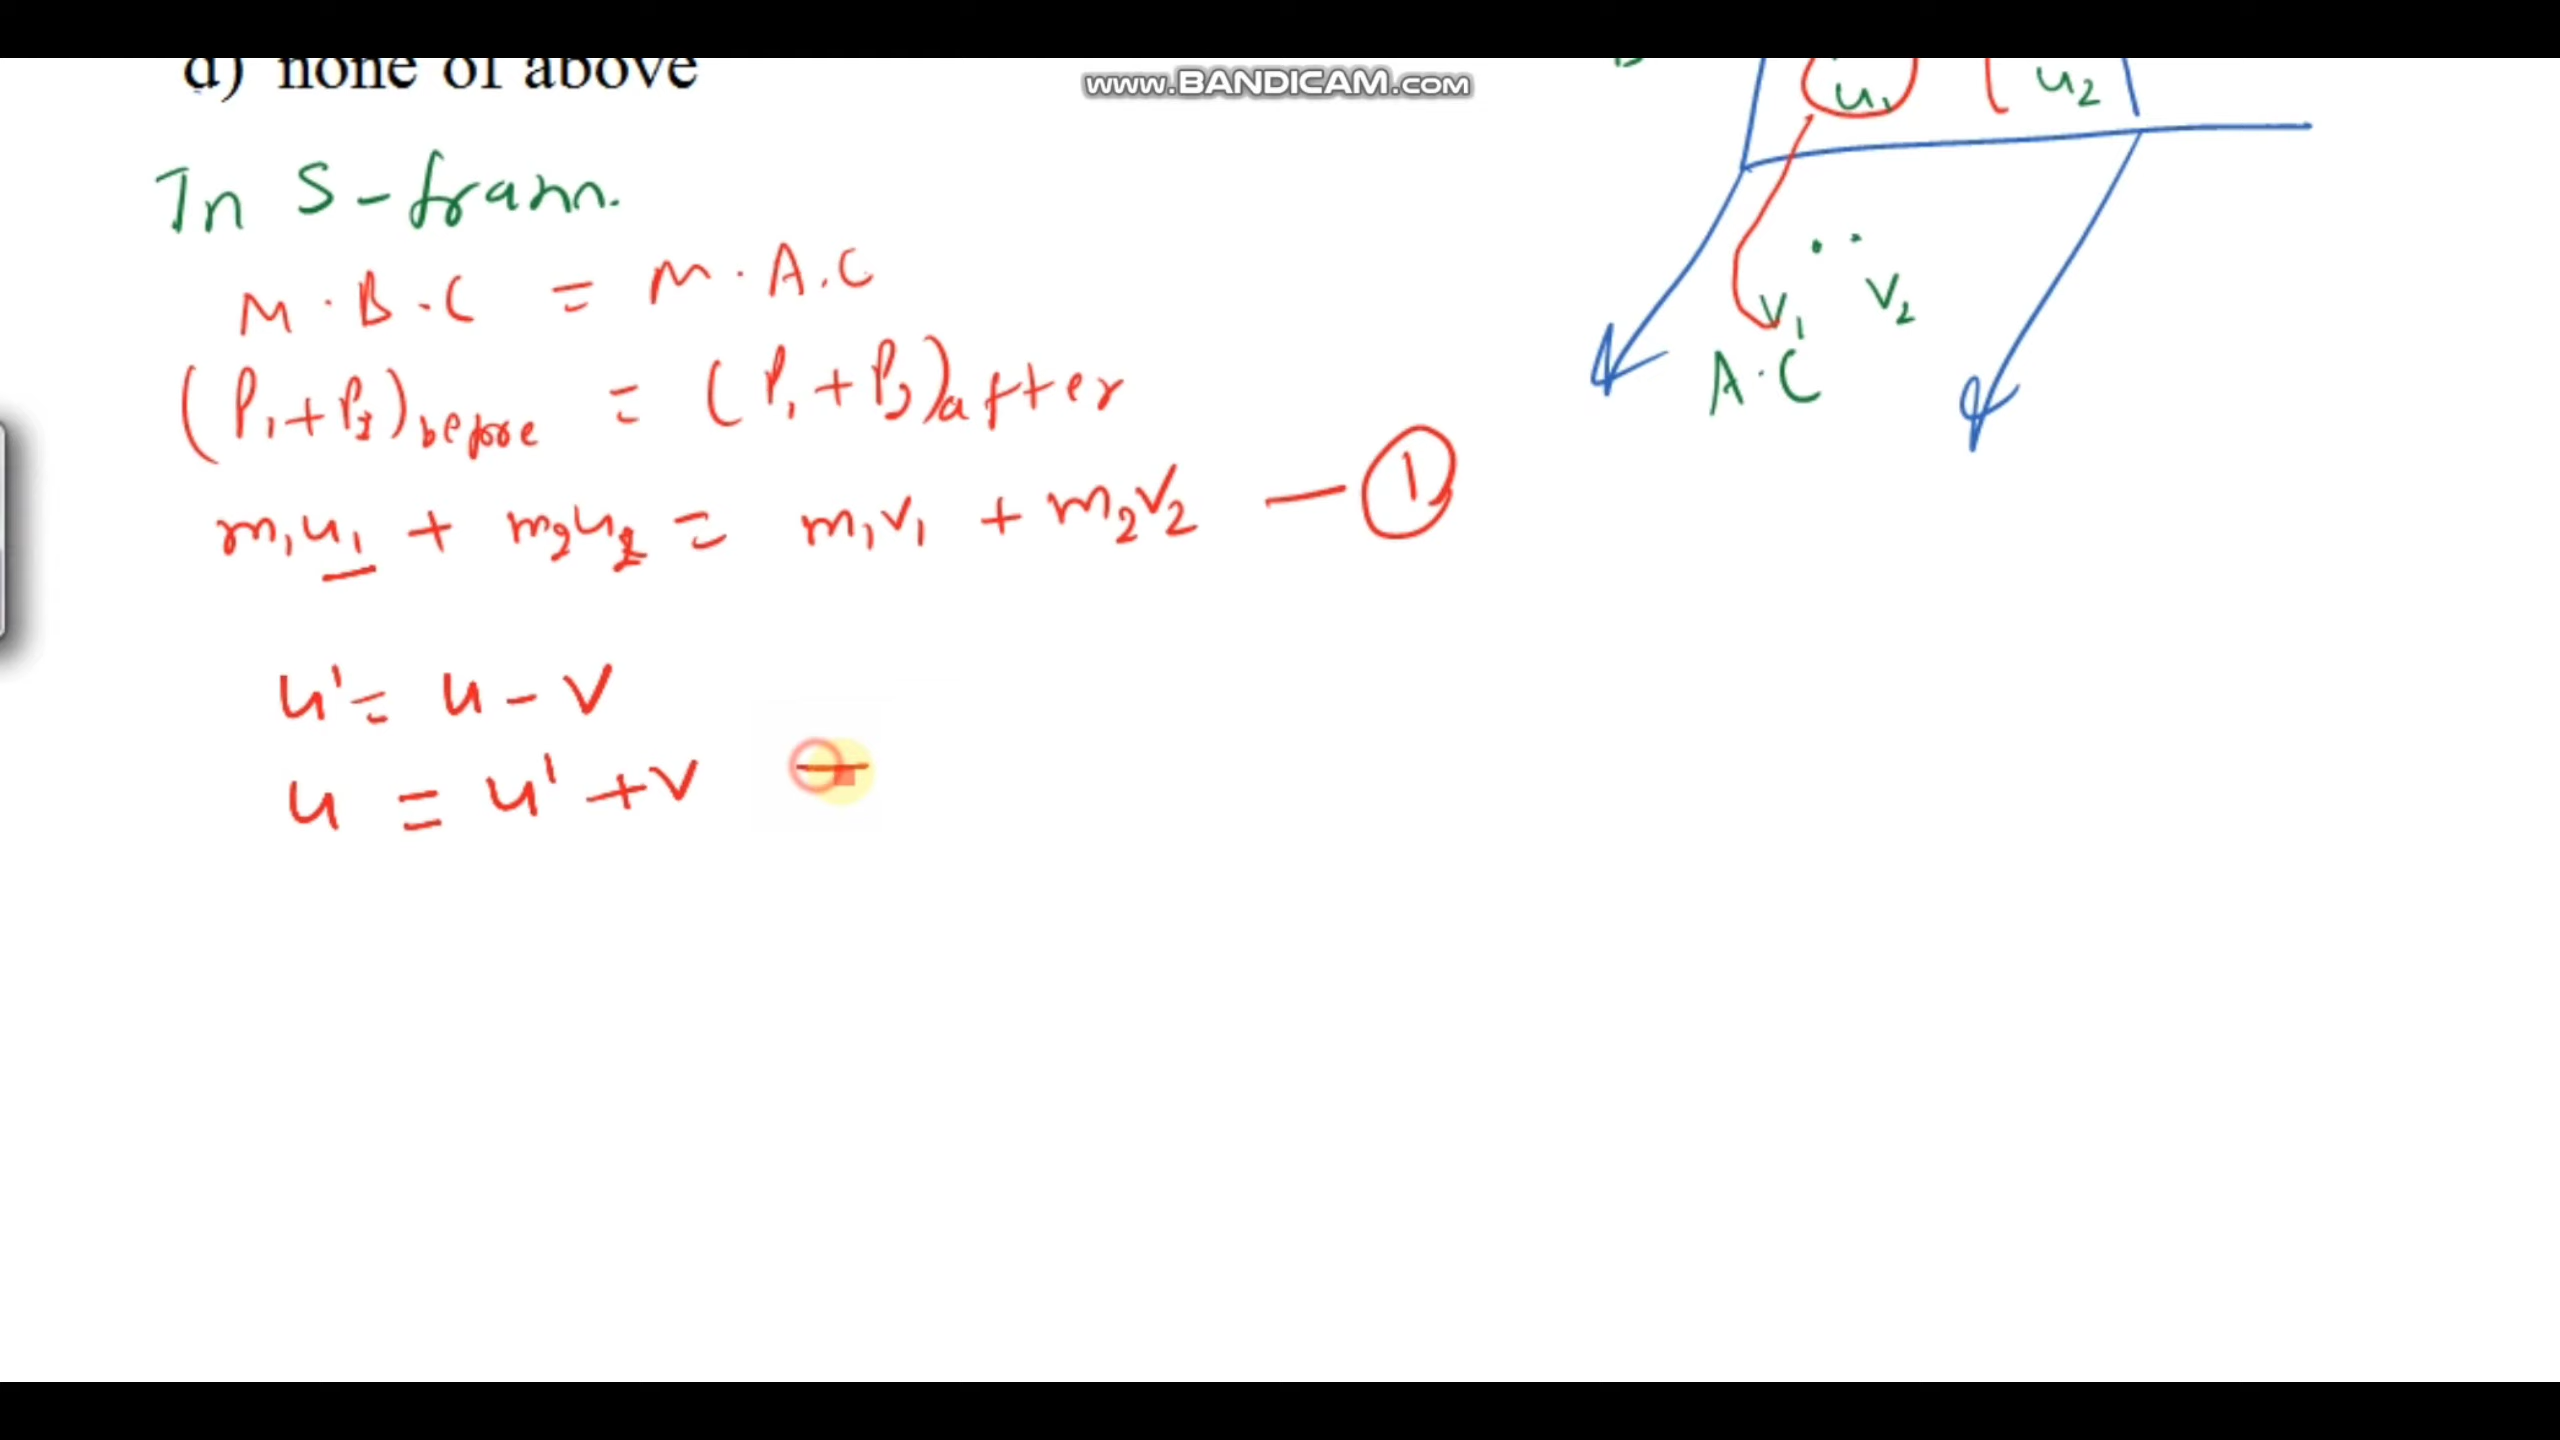 d) none of above
www.BANDICAM.com
u₁ u₂
In S-fram.
M.B.C = M.A.C
(P₁+P₂)before = (P₁+P₂)after
m₁u₁ + m₂u₂ = m₁v₁ + m₂v₂ — ①
u' = u - v
u = u' + v
v₁ v₂
A.C